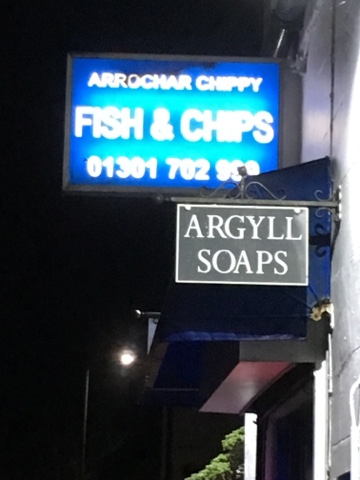 ARROCHAR CHIPPY
FISH & CHIPS
01301 702
ARGYLL
SOAPS